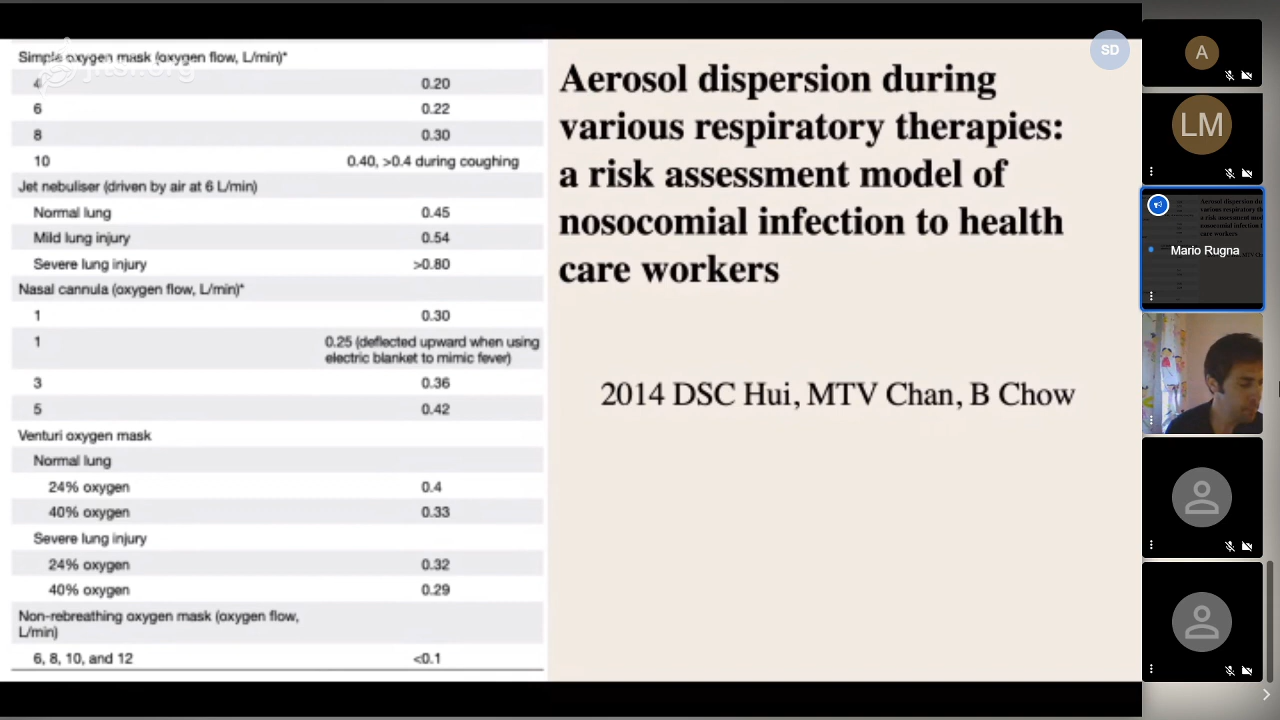 Simple oxygen mask (oxygen flow, L/min)*
jitsi.org
4 0.20
6 0.22
8 0.30
10 0.40, >0.4 during coughing
Jet nebuliser (driven by air at 6 L/min)
Normal lung 0.45
Mild lung injury 0.54
Severe lung injury >0.80
Nasal cannula (oxygen flow, L/min)*
1 0.30
1 0.25 (deflected upward when using
electric blanket to mimic fever)
3 0.36
5 0.42
Venturi oxygen mask
Normal lung
24% oxygen 0.4
40% oxygen 0.33
Severe lung injury
24% oxygen 0.32
40% oxygen 0.29
Non-rebreathing oxygen mask (oxygen flow,
L/min)
6, 8, 10, and 12 <0.1
Aerosol dispersion during
various respiratory therapies:
a risk assessment model of
nosocomial infection to health
care workers
2014 DSC Hui, MTV Chan, B Chow
SD
A
LM
Mario Rugna